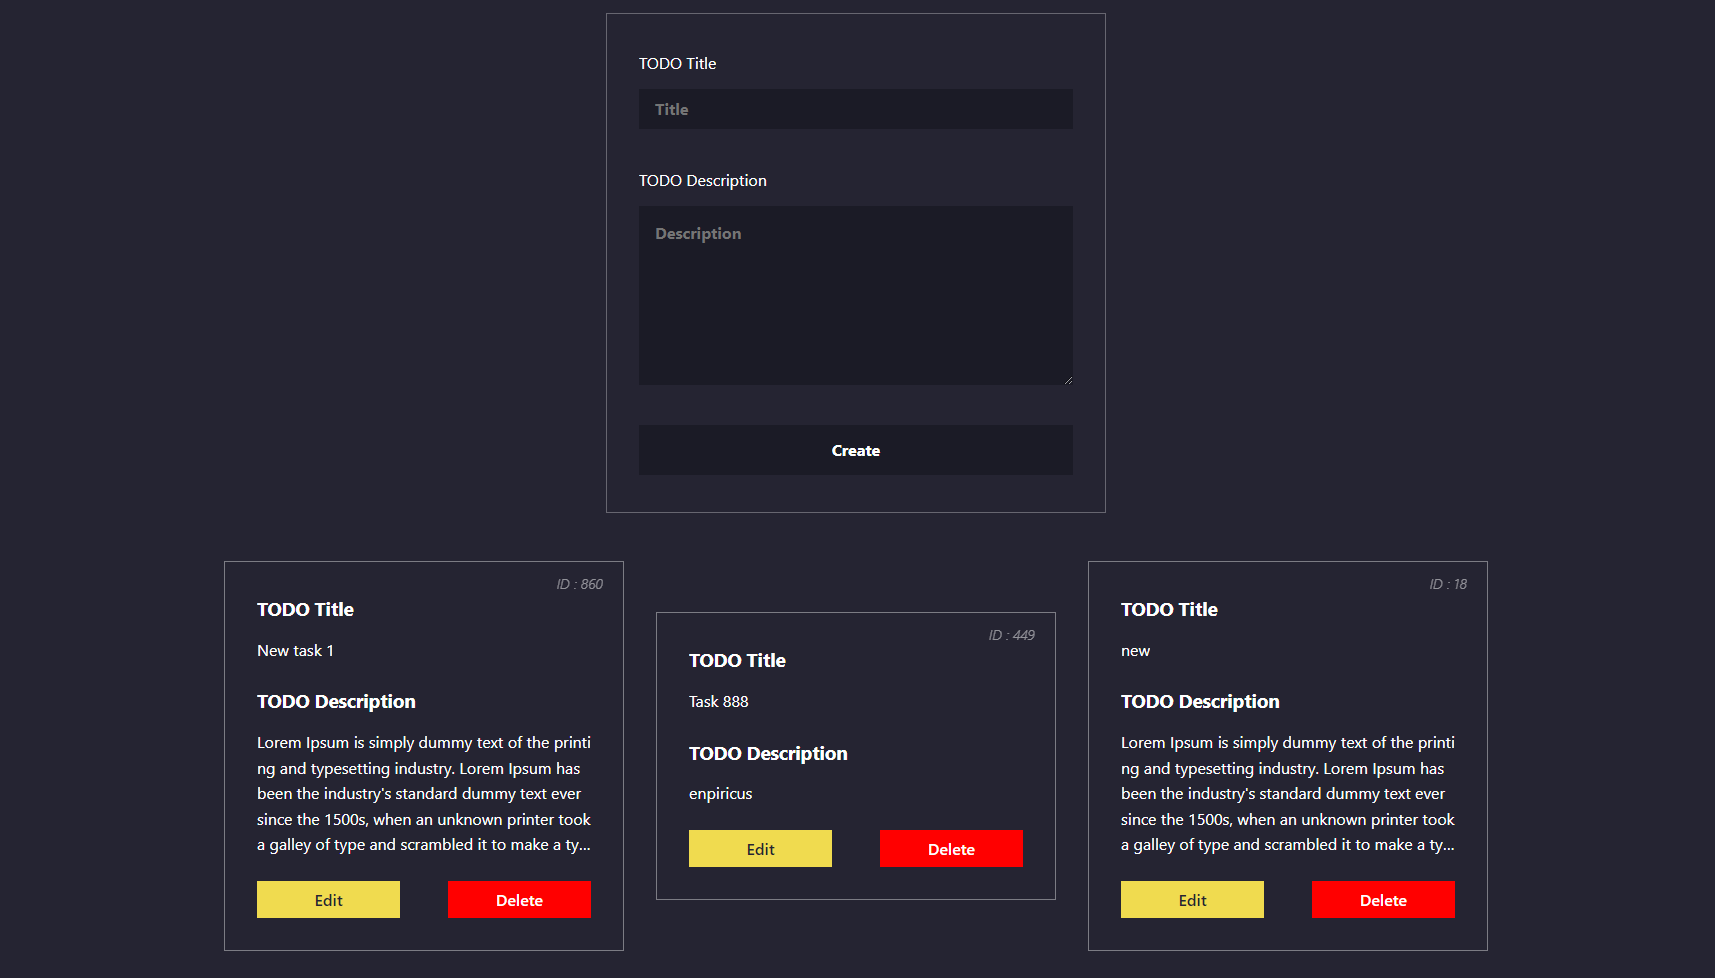 TODO Title
Title
TODO Description
Description
Create
ID : 860
TODO Title
New task 1
TODO Description
Lorem Ipsum is simply dummy text of the printi
ng and typesetting industry. Lorem Ipsum has
been the industry's standard dummy text ever
since the 1500s, when an unknown printer took
a galley of type and scrambled it to make a ty...
Edit
Delete
ID : 449
TODO Title
Task 888
TODO Description
enpiricus
Edit
Delete
ID : 18
TODO Title
new
TODO Description
Lorem Ipsum is simply dummy text of the printi
ng and typesetting industry. Lorem Ipsum has
been the industry's standard dummy text ever
since the 1500s, when an unknown printer took
a galley of type and scrambled it to make a ty...
Edit
Delete